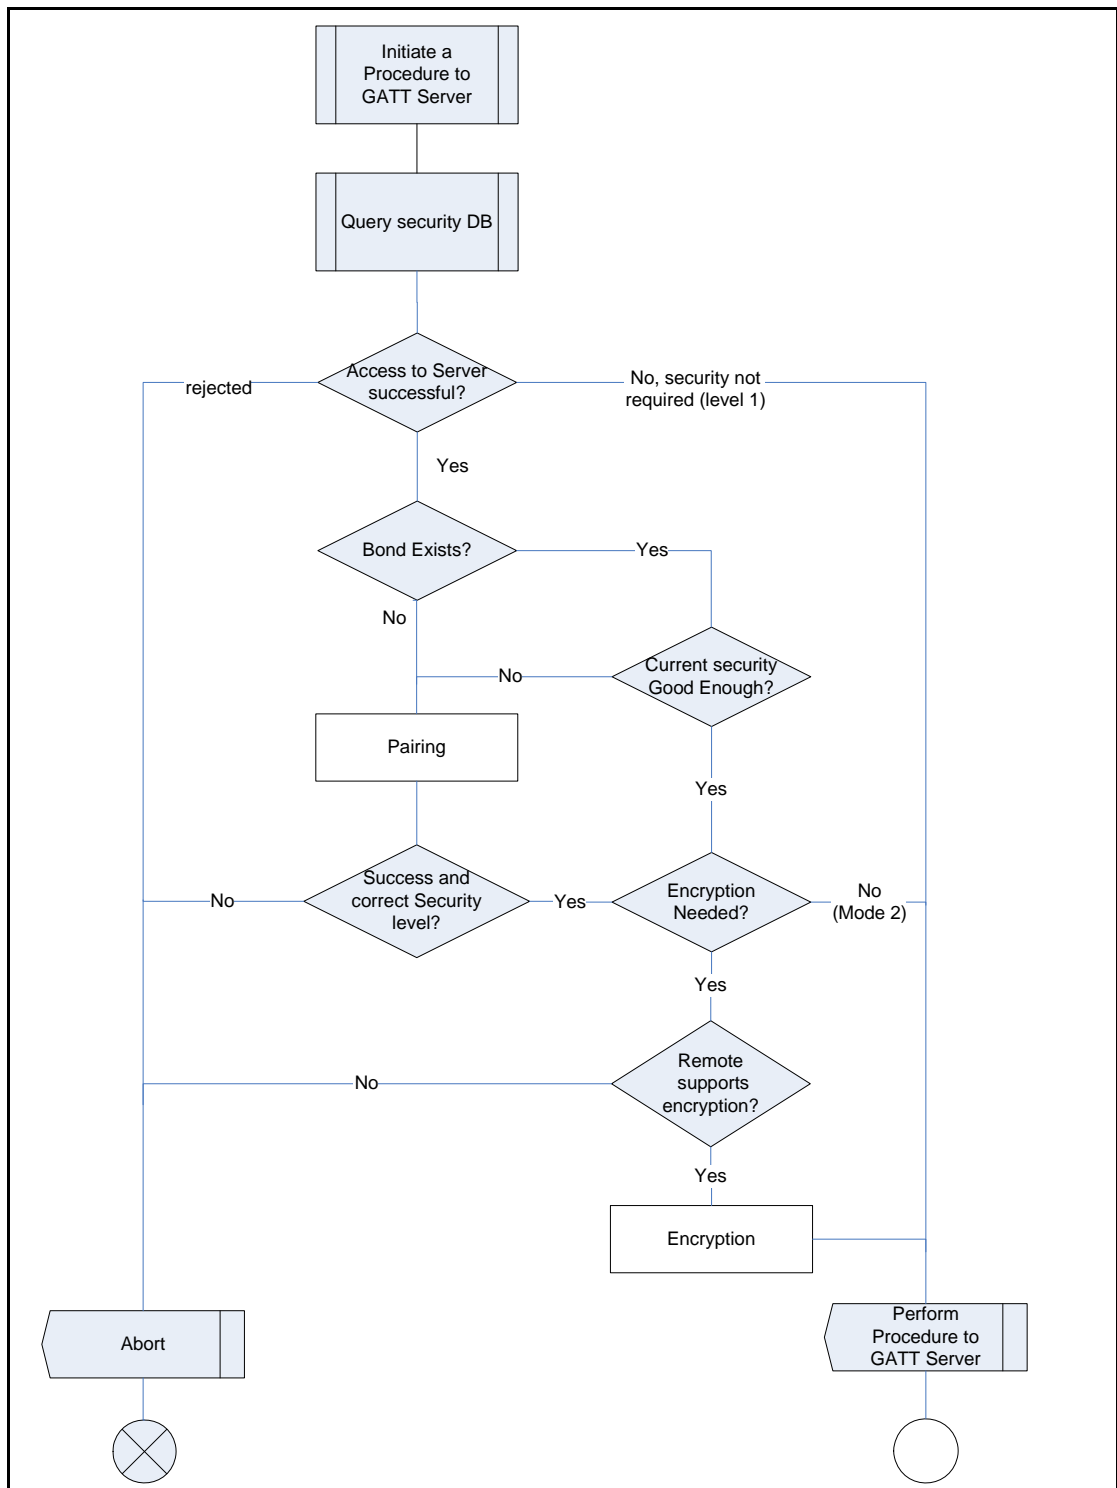 Initiate a
Procedure to
GATT Server
Query security DB
Access to Server
successful?
rejected
No, security not
required (level 1)
Yes
Bond Exists?
Yes
No
Current security
Good Enough?
No
Pairing
Yes
Success and
correct Security
level?
No
Yes
Encryption
Needed?
No
(Mode 2)
Yes
Remote
supports
encryption?
No
Yes
Encryption
Abort
Perform
Procedure to
GATT Server